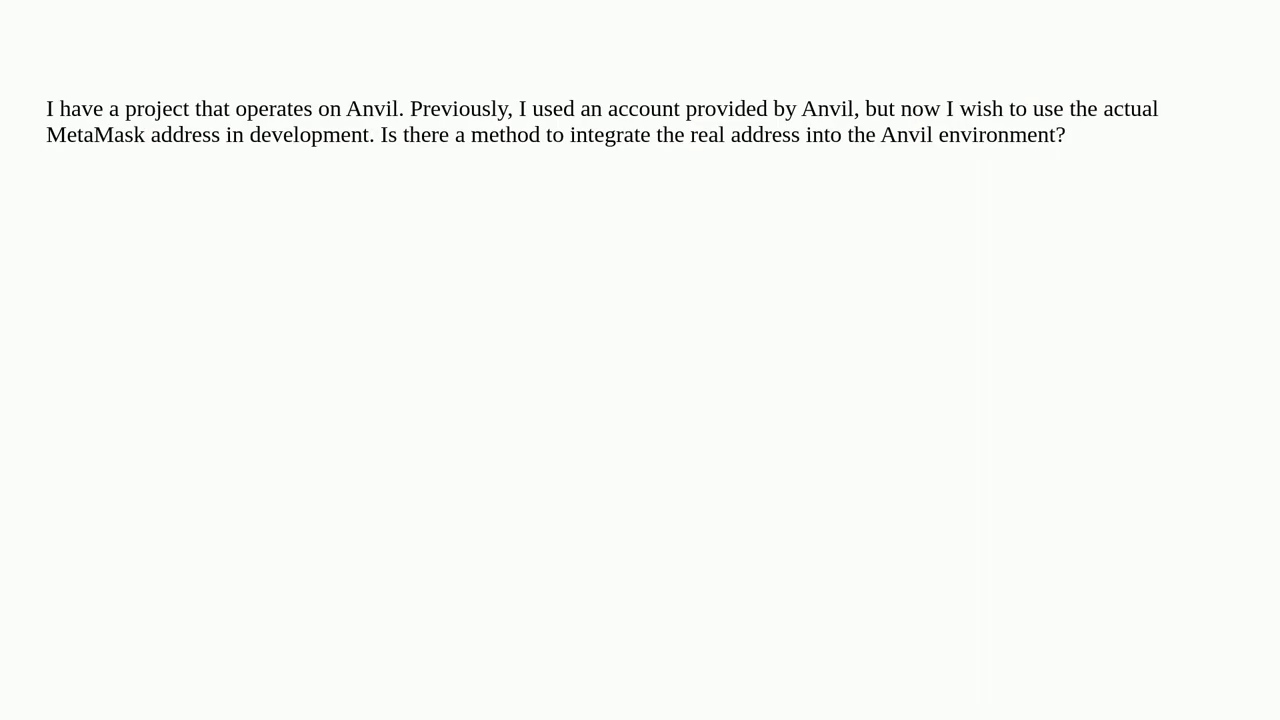 I have a project that operates on Anvil. Previously, I used an account provided by Anvil, but now I wish to use the actual
MetaMask address in development. Is there a method to integrate the real address into the Anvil environment?